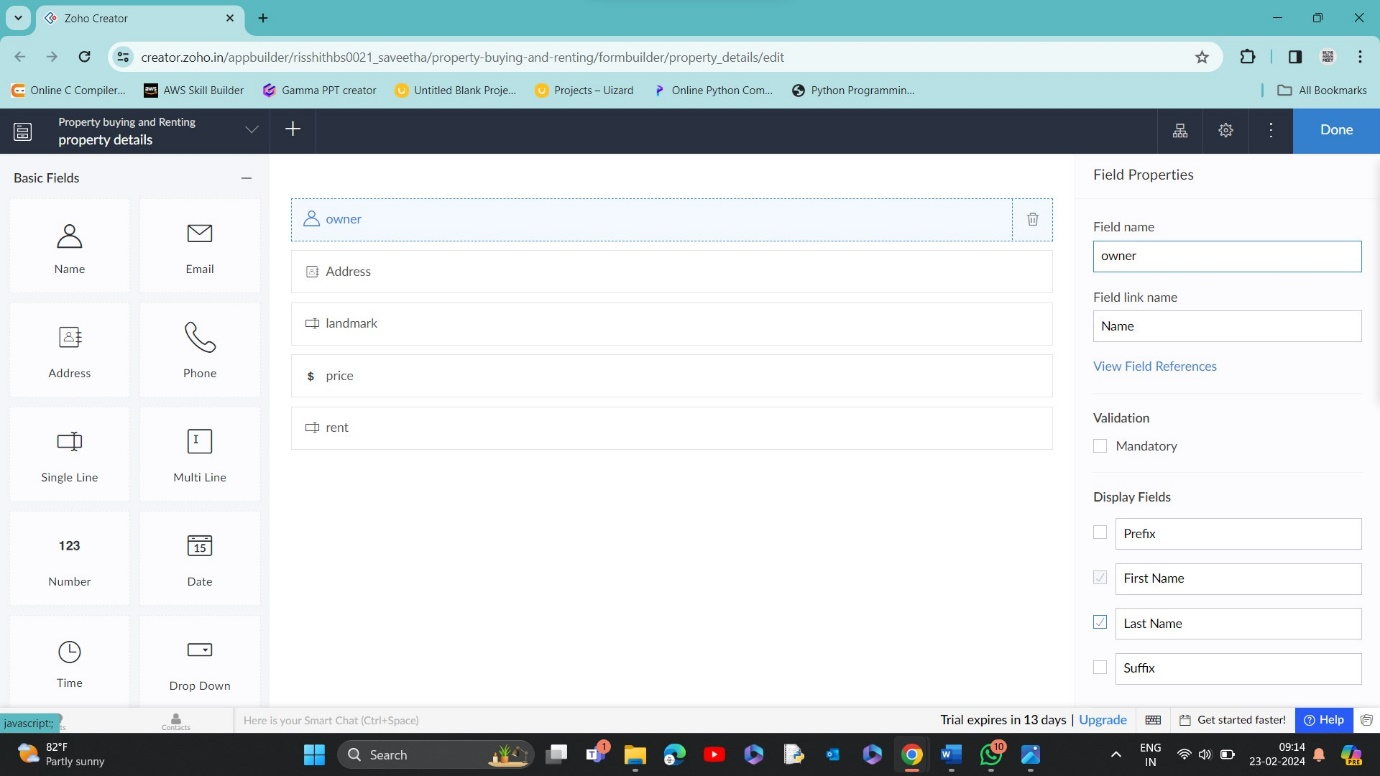 Zoho Creator
creator.zoho.in/appbuilder/risshithbs0021_saveetha/property-buying-and-renting/formbuilder/property_details/edit
Online C Compiler... AWS Skill Builder Gamma PPT creator Untitled Blank Proje... Projects – Uizard Online Python Com... Python Programmin... All Bookmarks
Property buying and Renting
property details
Done
Basic Fields
Name Email
Address Phone
Single Line Multi Line
123 15
Number Date
Time Drop Down
owner
Address
landmark
$ price
rent
Field Properties
Field name
owner
Field link name
Name
View Field References
Validation
Mandatory
Display Fields
Prefix
First Name
Last Name
Suffix
javascript:;
Contacts
Here is your Smart Chat (Ctrl+Space)
Trial expires in 13 days | Upgrade Get started faster! Help
82°F
Partly sunny
Search
1
10
ENG
IN
09:14
23-02-2024
PRE